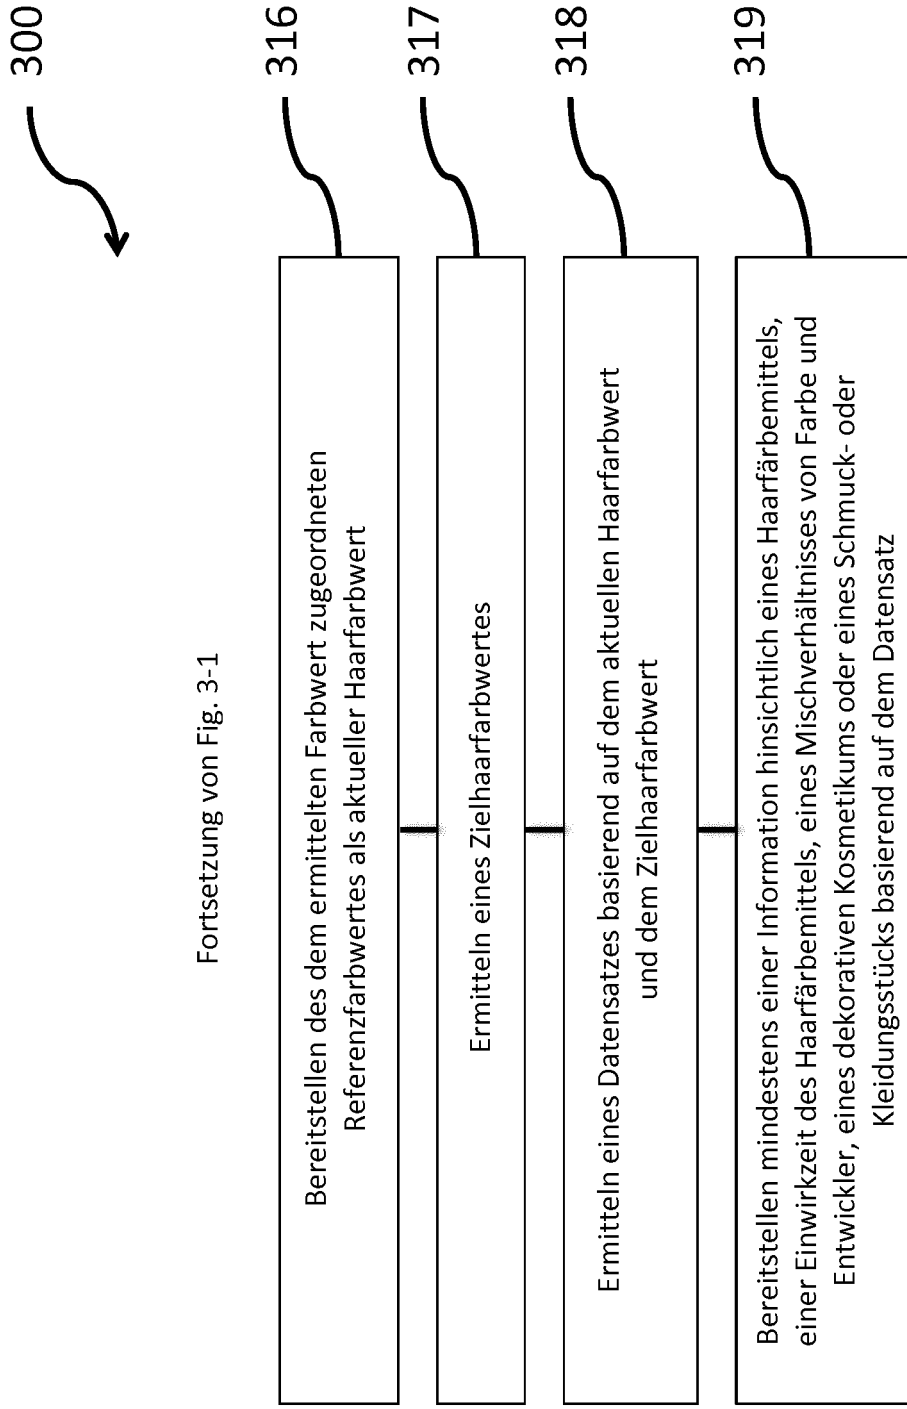 300
Fortsetzung von Fig. 3-1
316
Bereitstellen des dem ermittelten Farbwert zugeordneten
Referenzfarbwertes als aktueller Haarfarbwert
317
Ermitteln eines Zielhaarfarbwertes
318
Ermitteln eines Datensatzes basierend auf dem aktuellen Haarfarbwert
und dem Zielhaarfarbwert
319
Bereitstellen mindestens einer Information hinsichtlich eines Haarfärbemittels,
einer Einwirkzeit des Haarfärbemittels, eines Mischverhältnisses von Farbe und
Entwickler, eines dekorativen Kosmetikums oder eines Schmuck- oder
Kleidungsstücks basierend auf dem Datensatz